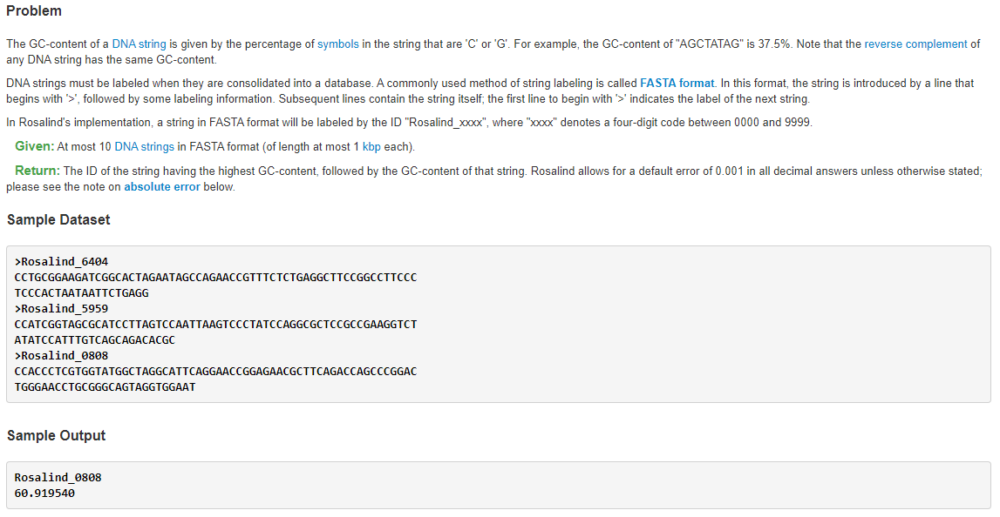 Problem
The GC-content of a DNA string is given by the percentage of symbols in the string that are 'C' or 'G'. For example, the GC-content of "AGCTATAG" is 37.5%. Note that the reverse complement of
any DNA string has the same GC-content.
DNA strings must be labeled when they are consolidated into a database. A commonly used method of string labeling is called FASTA format. In this format, the string is introduced by a line that
begins with '>', followed by some labeling information. Subsequent lines contain the string itself; the first line to begin with '>' indicates the label of the next string.
In Rosalind's implementation, a string in FASTA format will be labeled by the ID "Rosalind_xxxx", where "xxxx" denotes a four-digit code between 0000 and 9999.
Given: At most 10 DNA strings in FASTA format (of length at most 1 kbp each).
Return: The ID of the string having the highest GC-content, followed by the GC-content of that string. Rosalind allows for a default error of 0.001 in all decimal answers unless otherwise stated;
please see the note on absolute error below.
Sample Dataset
>Rosalind_6404
CCTGCGGAAGATCGGCACTAGAATAGCCAGAACCGTTTCTCTGAGGCTTCCGGCCTTCCC
TCCCACTAATAATTCTGAGG
>Rosalind_5959
CCATCGGTAGCGCATCCTTAGTCCAATTAAGTCCCTATCCAGGCGCTCCGCCGAAGGTCT
ATATCCATTTGTCAGCAGACACGC
>Rosalind_0808
CCACCCTCGTGGTATGGCTAGGCATTCAGGAACCGGAGAACGCTTCAGACCAGCCCGGAC
TGGGAACCTGCGGGCAGTAGGTGGAAT
Sample Output
Rosalind_0808
60.919540